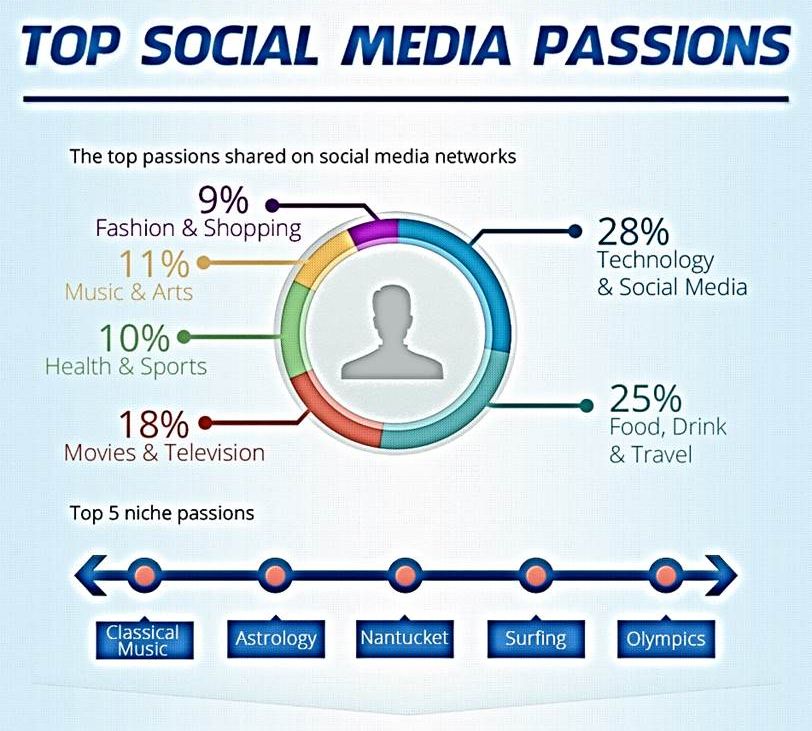 TOP SOCIAL MEDIA PASSIONS
The top passions shared on social media networks
9%
Fashion & Shopping
11%
Music & Arts
10%
Health & Sports
18%
Movies & Television
28%
Technology
& Social Media
25%
Food, Drink
& Travel
Top 5 niche passions
Classical
Music
Astrology
Nantucket
Surfing
Olympics